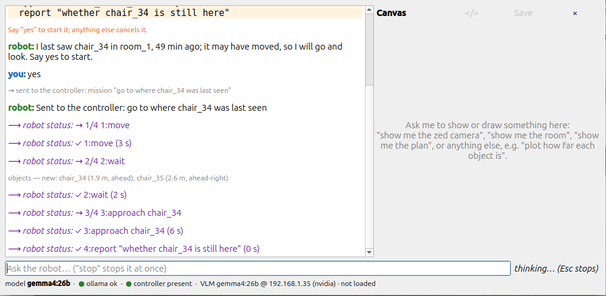 report "whether chair_34 is still here"
Say "yes" to start it; anything else cancels it.
robot: I last saw chair_34 in room_1, 49 min ago; it may have moved, so I will go and
look. Say yes to start.
you: yes
→ sent to the controller: mission "go to where chair_34 was last seen"
robot: Sent to the controller: go to where chair_34 was last seen
⟶ robot status: → 1/4 1:move
⟶ robot status: ✓ 1:move (3 s)
⟶ robot status: → 2/4 2:wait
objects — new: chair_34 (1.9 m, ahead), chair_35 (2.6 m, ahead-right)
⟶ robot status: ✓ 2:wait (2 s)
⟶ robot status: → 3/4 3:approach chair_34
⟶ robot status: ✓ 3:approach chair_34 (6 s)
⟶ robot status: ✓ 4:report "whether chair_34 is still here" (0 s)
Canvas </> Save ×
Ask me to show or draw something here:
"show me the zed camera", "show me the room", "show
me the plan", or anything else, e.g. "plot how far each
object is".
Ask the robot... ("stop" stops it at once) thinking... (Esc stops)
model gemma4:26b · ● ollama ok · ● controller present · VLM gemma4:26b @ 192.168.1.35 (nvidia) · not loaded